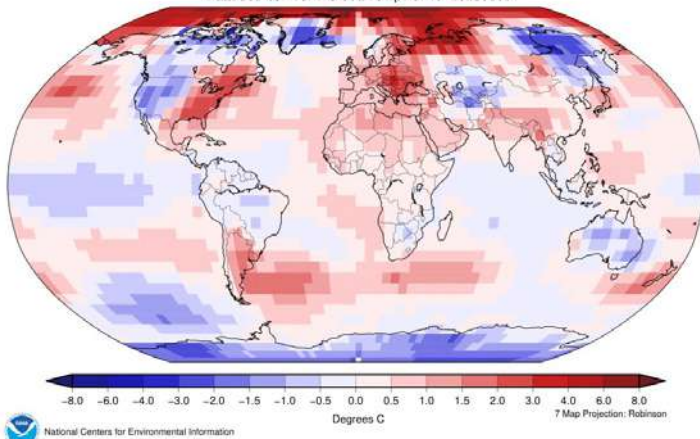 -8.0 -6.0 -4.0 -3.0 -2.0 -1.5 -1.0 -0.5 0.0 0.5 1.0 1.5 2.0 3.0 4.0 6.0 8.0
Degrees C
7 Map Projection: Robinson
NOAA
National Centers for Environmental Information